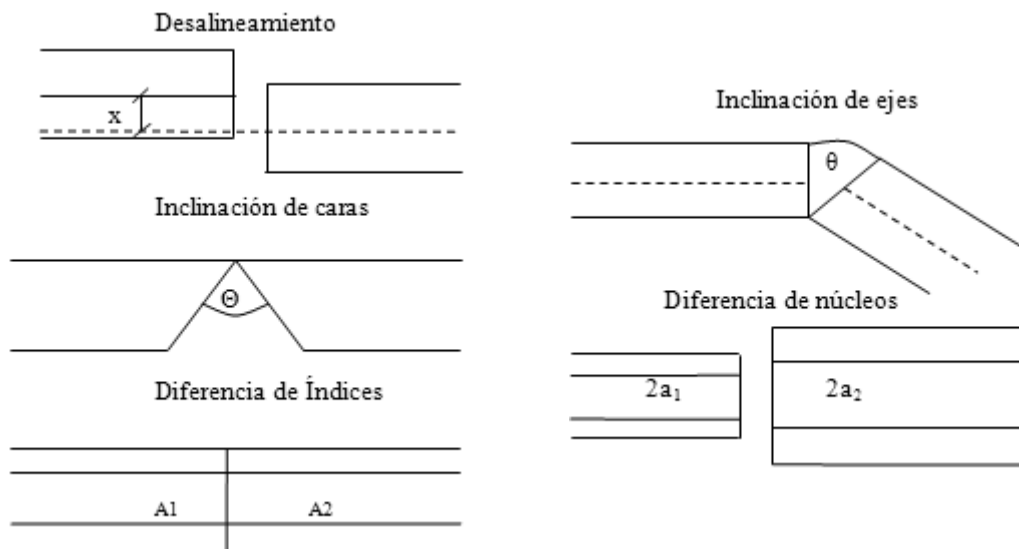 Desalineamiento
x
Inclinación de caras
Θ
Diferencia de Índices
A1 A2
Inclinación de ejes
θ
Diferencia de núcleos
2a₁ 2a₂